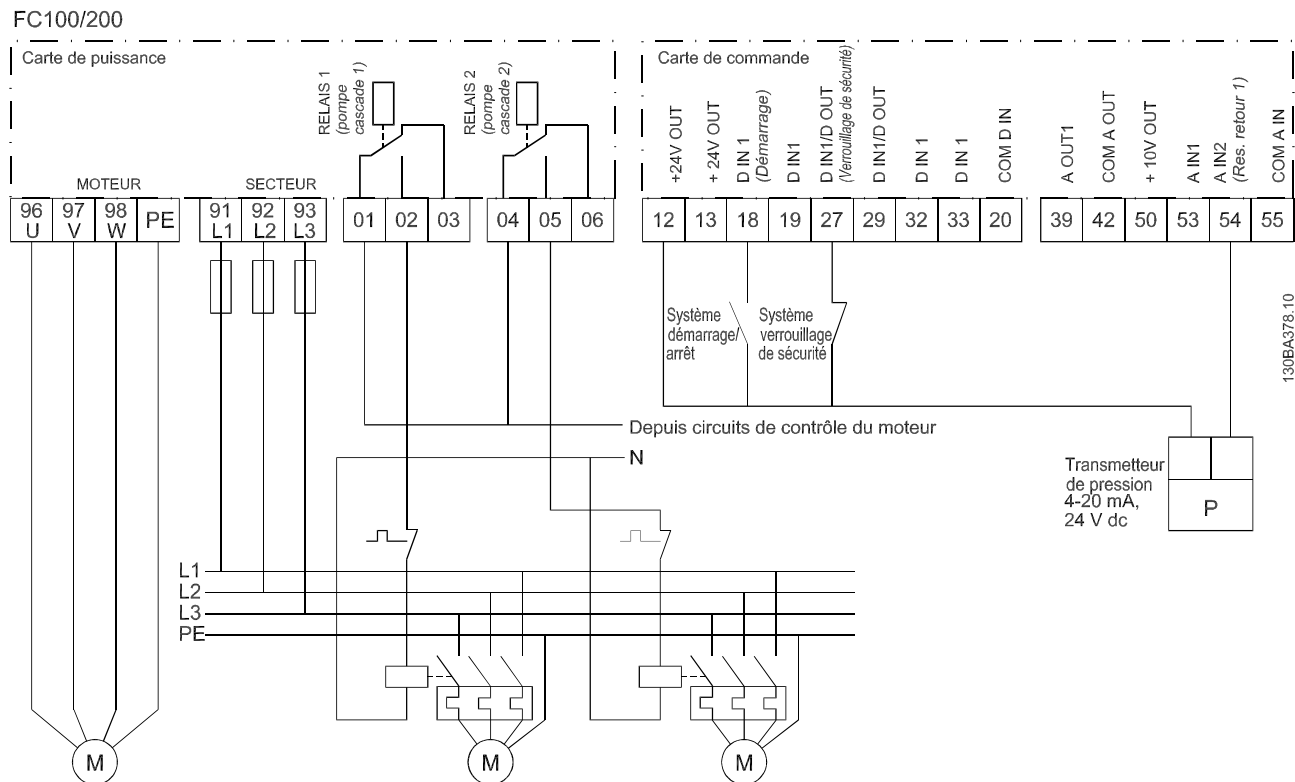 FC100/200
Carte de puissance
RELAIS 1
(pompe
cascade 1)
RELAIS 2
(pompe
cascade 2)
MOTEUR
SECTEUR
96 97 98 PE
U V W
91 92 93
L1 L2 L3
01 02 03
04 05 06
Carte de commande
+24V OUT
+ 24V OUT
D IN 1
(Démarrage)
D IN1
D IN1/D OUT
(Verrouillage de sécurité)
D IN1/D OUT
D IN 1
D IN 1
COM D IN
A OUT1
COM A OUT
+ 10V OUT
A IN1
A IN2
(Res. retour 1)
COM A IN
12 13 18 19 27 29 32 33 20
39 42 50 53 54 55
Système
démarrage/
arrêt
Système
verrouillage
de sécurité
130BA378.10
Depuis circuits de contrôle du moteur
N
Transmetteur
de pression
4-20 mA,
24 V dc
P
L1
L2
L3
PE
M
M
M